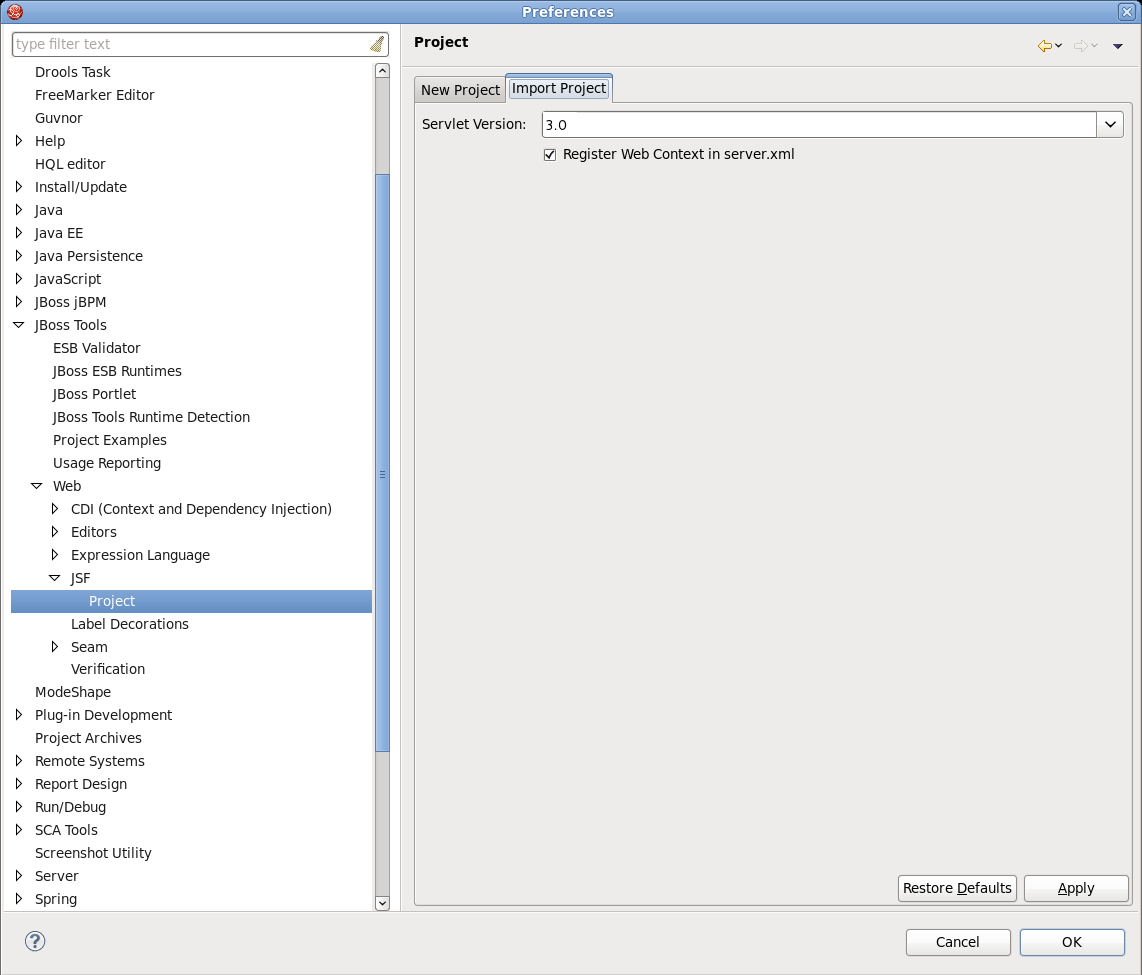 Preferences
type filter text
Drools Task
FreeMarker Editor
Guvnor
Help
HQL editor
Install/Update
Java
Java EE
Java Persistence
JavaScript
JBoss jBPM
JBoss Tools
ESB Validator
JBoss ESB Runtimes
JBoss Portlet
JBoss Tools Runtime Detection
Project Examples
Usage Reporting
Web
CDI (Context and Dependency Injection)
Editors
Expression Language
JSF
Project
Label Decorations
Seam
Verification
ModeShape
Plug-in Development
Project Archives
Remote Systems
Report Design
Run/Debug
SCA Tools
Screenshot Utility
Server
Spring
Project
New Project Import Project
Servlet Version: 3.0
Register Web Context in server.xml
Restore Defaults Apply
? Cancel OK